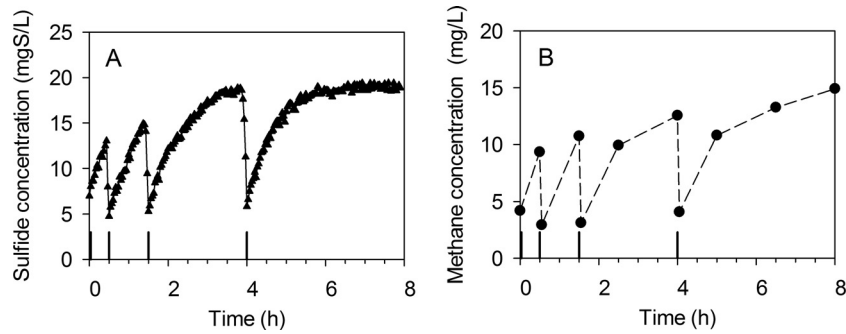 A
Sulfide concentration (mgS/L)
25
20
15
10
5
0
0 2 4 6 8
Time (h)
B
Methane concentration (mg/L)
20
15
10
5
0
0 2 4 6 8
Time (h)